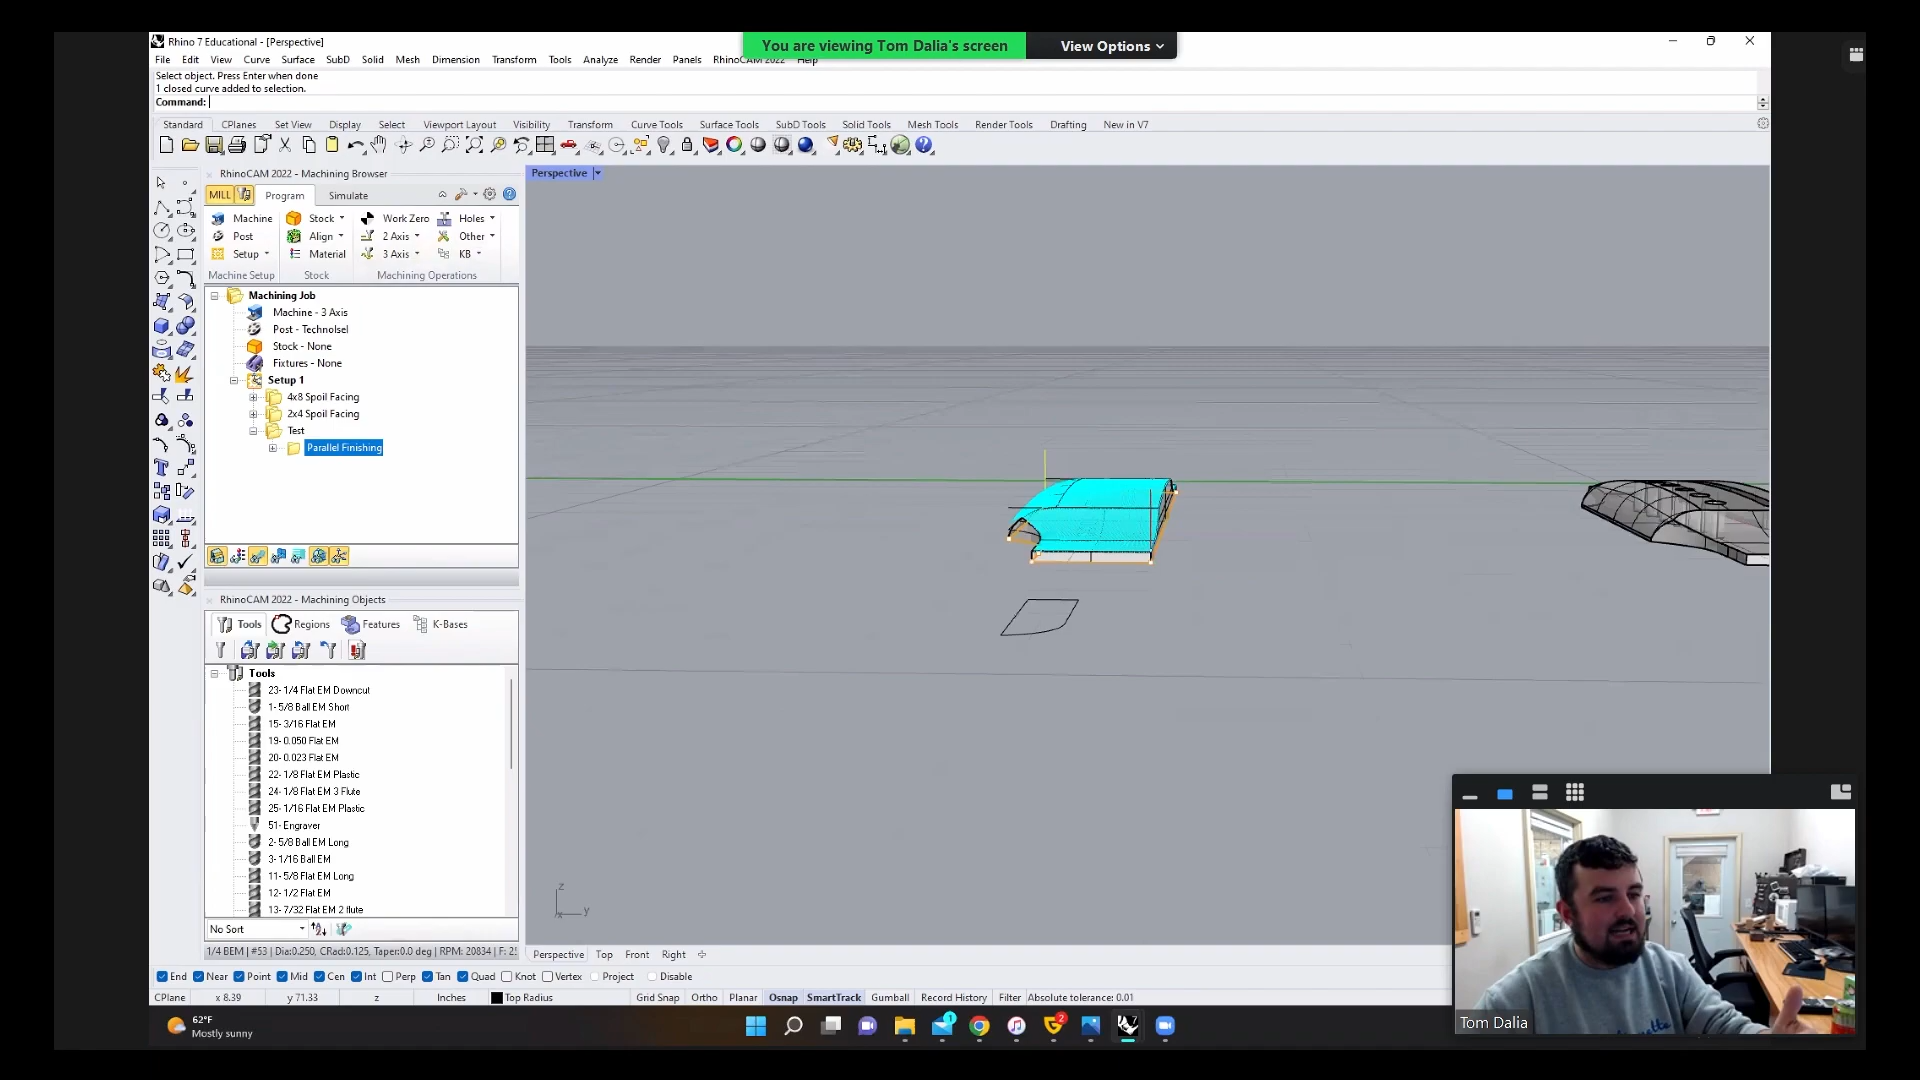 Rhino 7 Educational - [Perspective]
You are viewing Tom Dalia's screen
View Options
File Edit View Curve Surface SubD Solid Mesh Dimension Transform Tools Analyze Render Panels RhinoCAM 2022 Help
Select object. Press Enter when done
1 closed curve added to selection.
Command:
Standard CPlanes Set View Display Select Viewport Layout Visibility Transform Curve Tools Surface Tools SubD Tools Solid Tools Mesh Tools Render Tools Drafting New in V7
RhinoCAM 2022 - Machining Browser
MILL Program Simulate
Machine Stock Work Zero Holes
Post Align 2 Axis Other
Setup Material 3 Axis KB
Machine Setup Stock Machining Operations
Machining Job
Machine - 3 Axis
Post - Technolsel
Stock - None
Fixtures - None
Setup 1
4x8 Spoil Facing
2x4 Spoil Facing
Test
Parallel Finishing
RhinoCAM 2022 - Machining Objects
Tools Regions Features K-Bases
Tools
23- 1/4 Flat EM Downcut
1- 5/8 Ball EM Short
15- 3/16 Flat EM
19- 0.050 Flat EM
20- 0.023 Flat EM
22- 1/8 Flat EM Plastic
24- 1/8 Flat EM 3 Flute
25- 1/16 Flat EM Plastic
51- Engraver
2- 5/8 Ball EM Long
3- 1/16 Ball EM
11- 5/8 Flat EM Long
12- 1/2 Flat EM
13- 7/32 Flat EM 2 flute
No Sort
1/4 BEM | #53 | Dia:0.250, CRad:0.125, Taper:0.0 deg | RPM: 20834 | F:
Perspective
z
y
x
Perspective Top Front Right
End Near Point Mid Cen Int Perp Tan Quad Knot Vertex Project Disable
CPlane x 8.39 y 71.33 z Inches Top Radius Grid Snap Ortho Planar Osnap SmartTrack Gumball Record History Filter Absolute tolerance: 0.01
62°F
Mostly sunny
1
2
Tom Dalia